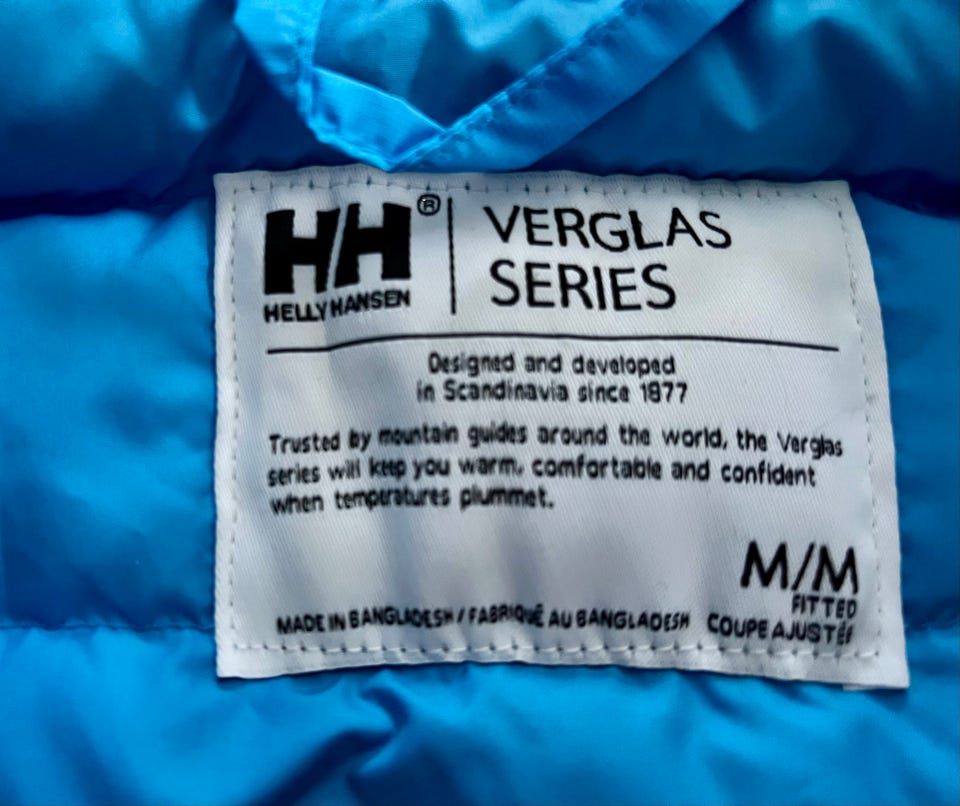 HH®
HELLY HANSEN
VERGLAS
SERIES
Designed and developed
in Scandinavia since 1877
Trusted by mountain guides around the world, the Verglas
series will keep you warm, comfortable and confident
when temperatures plummet.
M/M
FITTED
MADE IN BANGLADESH / FABRIQUÉ AU BANGLADESH COUPE AJUSTÉE